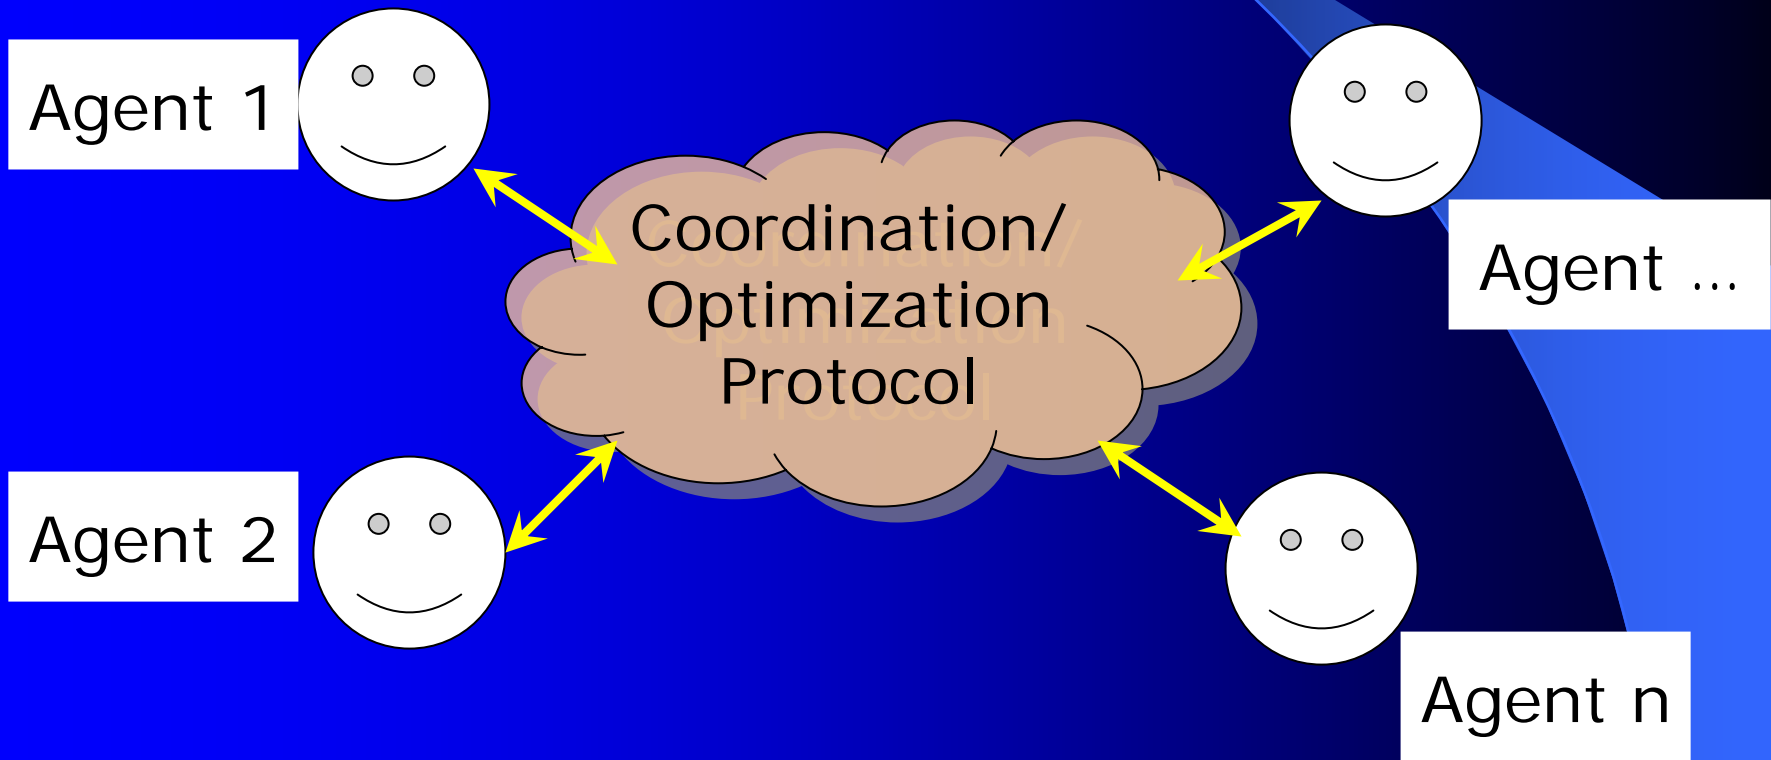 Agent 1
Coordination/
Optimization
Protocol
Agent ...
Agent 2
Agent n